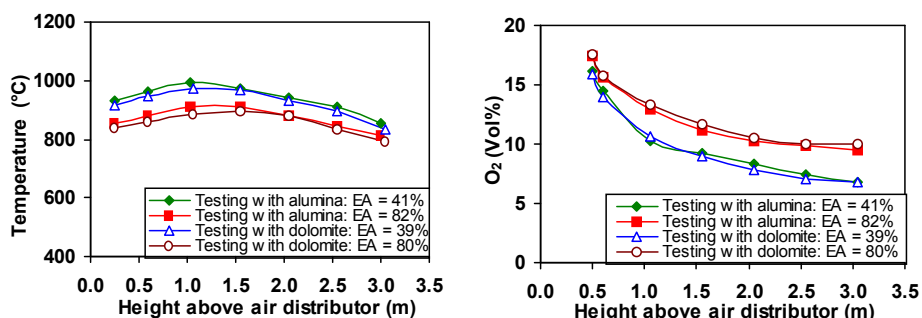 Temperature (°C)
1200
1000
800
600
400
Testing with alumina: EA = 41%
Testing with alumina: EA = 82%
Testing with dolomite: EA = 39%
Testing with dolomite: EA = 80%
0.0 0.5 1.0 1.5 2.0 2.5 3.0 3.5
Height above air distributor (m)
O2 (Vol%)
20
15
10
5
0
Testing with alumina: EA = 41%
Testing with alumina: EA = 82%
Testing with dolomite: EA = 39%
Testing with dolomite: EA = 80%
0.0 0.5 1.0 1.5 2.0 2.5 3.0 3.5
Height above air distributor (m)